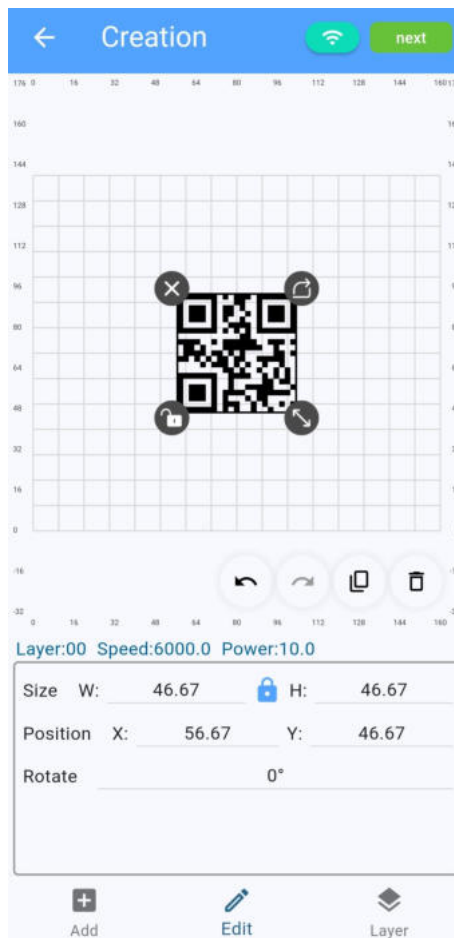 Creation
next
176 0 16 32 48 64 80 96 112 128 144 160
160
144
128
112
96
80
64
48
32
16
0
-16
-32
0 16 32 48 64 80 96 112 128 144 160
Layer:00 Speed:6000.0 Power:10.0
Size W: 46.67 H: 46.67
Position X: 56.67 Y: 46.67
Rotate 0°
Add Edit Layer